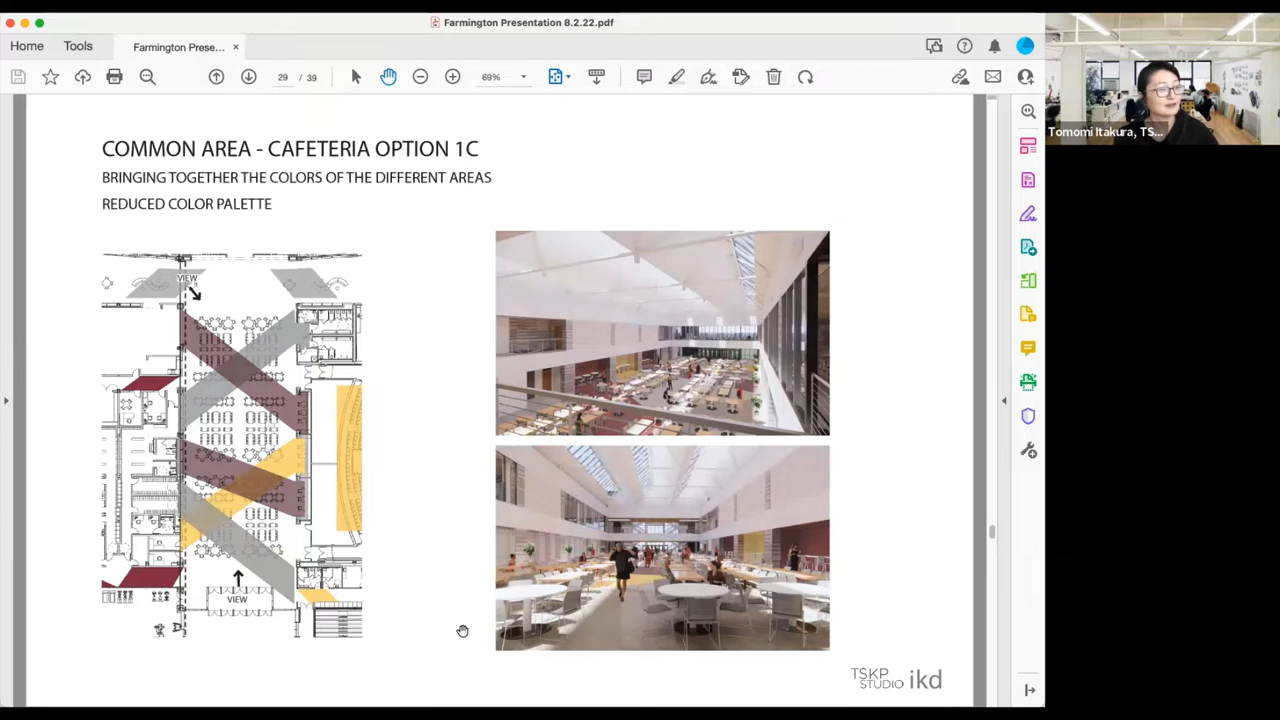 Farmington Presentation 8.2.22.pdf
Home
Tools
Farmington Prese...
×
29 / 39
69%
Tomomi Itakura, TS...
COMMON AREA - CAFETERIA OPTION 1C
BRINGING TOGETHER THE COLORS OF THE DIFFERENT AREAS
REDUCED COLOR PALETTE
VIEW
VIEW
TSKP
STUDIO
ikd